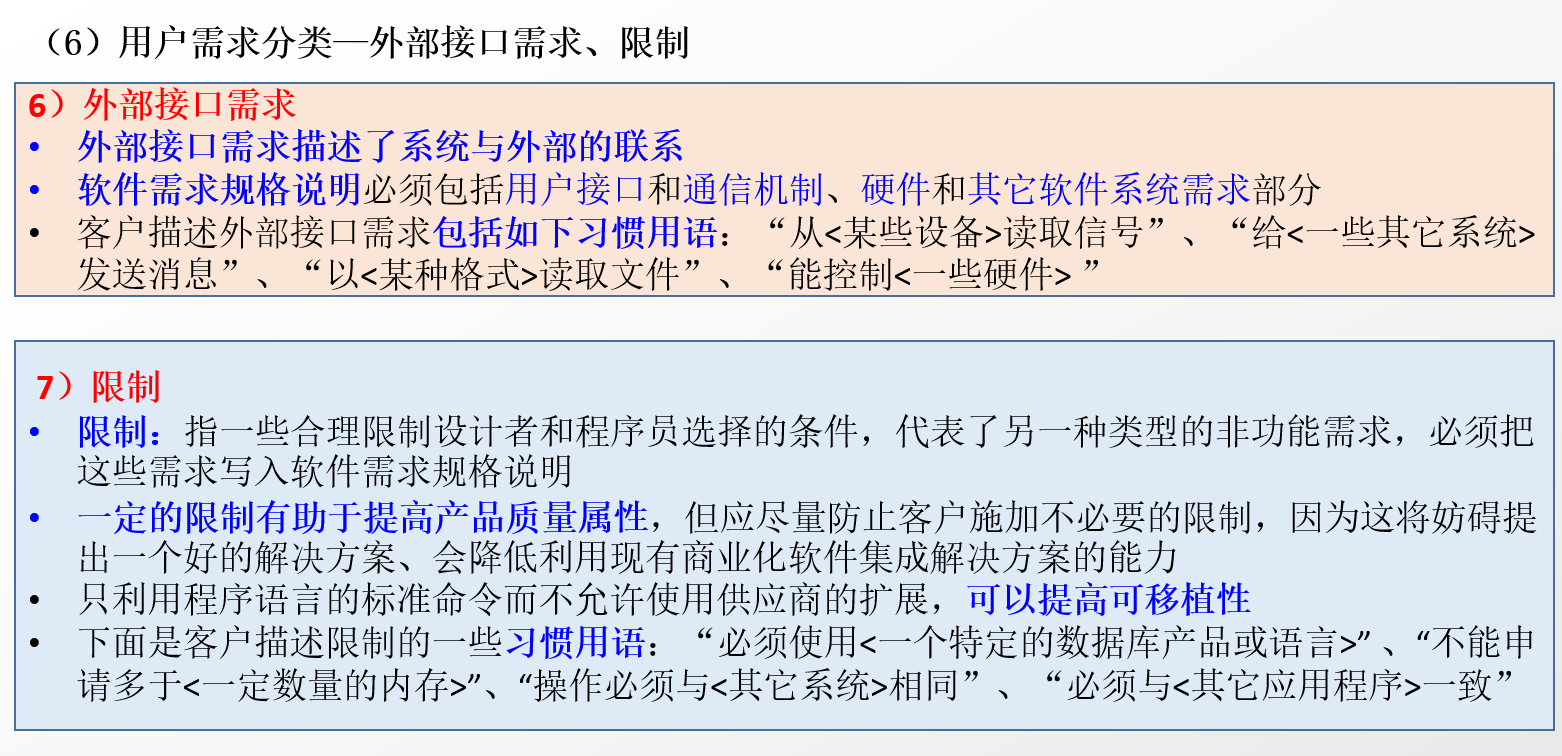 （6）用户需求分类—外部接口需求、限制
6）外部接口需求
• 外部接口需求描述了系统与外部的联系
• 软件需求规格说明必须包括用户接口和通信机制、硬件和其它软件系统需求部分
• 客户描述外部接口需求包括如下习惯用语：“从<某些设备>读取信号”、“给<一些其它系统>
发送消息”、“以<某种格式>读取文件”、“能控制<一些硬件> ”
7）限制
• 限制：指一些合理限制设计者和程序员选择的条件，代表了另一种类型的非功能需求，必须把
这些需求写入软件需求规格说明
• 一定的限制有助于提高产品质量属性，但应尽量防止客户施加不必要的限制，因为这将妨碍提
出一个好的解决方案、会降低利用现有商业化软件集成解决方案的能力
• 只利用程序语言的标准命令而不允许使用供应商的扩展，可以提高可移植性
• 下面是客户描述限制的一些习惯用语：“必须使用<一个特定的数据库产品或语言>”、“不能申
请多于<一定数量的内存>”、“操作必须与<其它系统>相同”、“必须与<其它应用程序>一致”